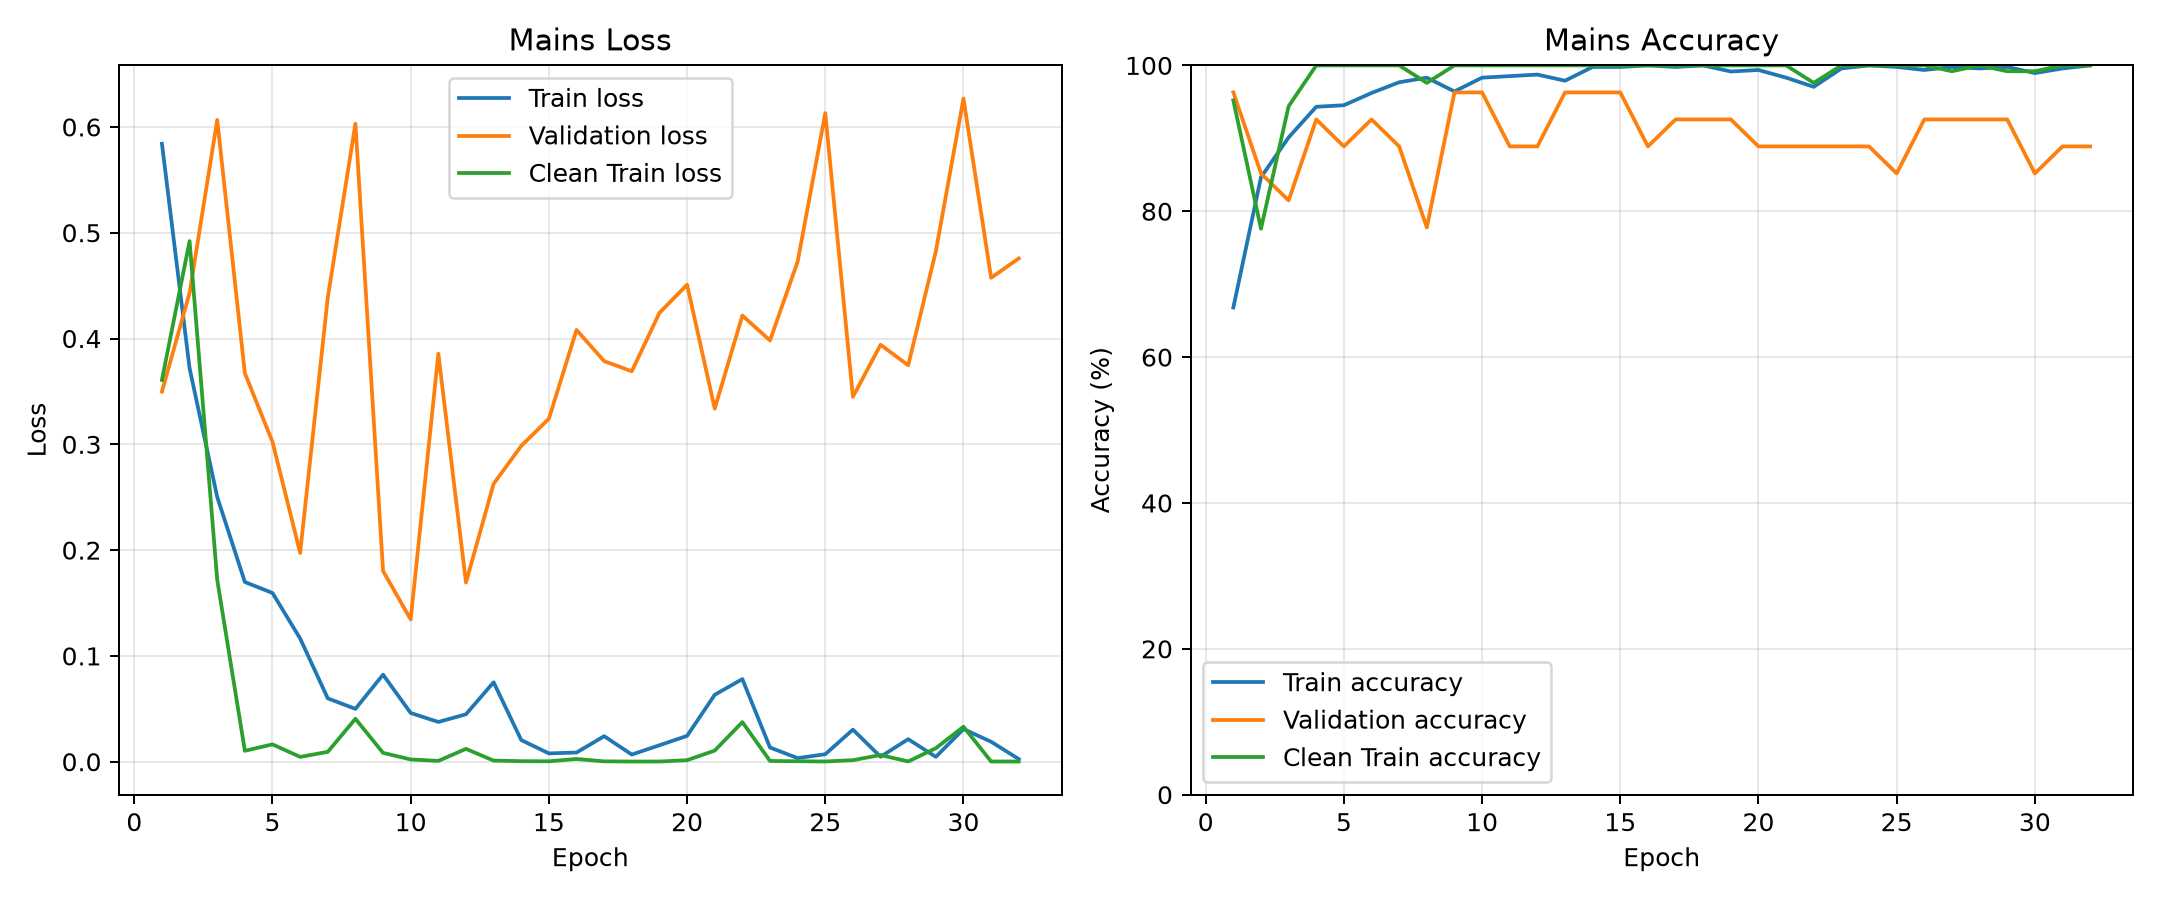 Mains Loss
Train loss
Validation loss
Clean Train loss
Loss
0.6
0.5
0.4
0.3
0.2
0.1
0.0
0 5 10 15 20 25 30
Epoch
Mains Accuracy
Accuracy (%)
100
80
60
40
20
0
Train accuracy
Validation accuracy
Clean Train accuracy
0 5 10 15 20 25 30
Epoch